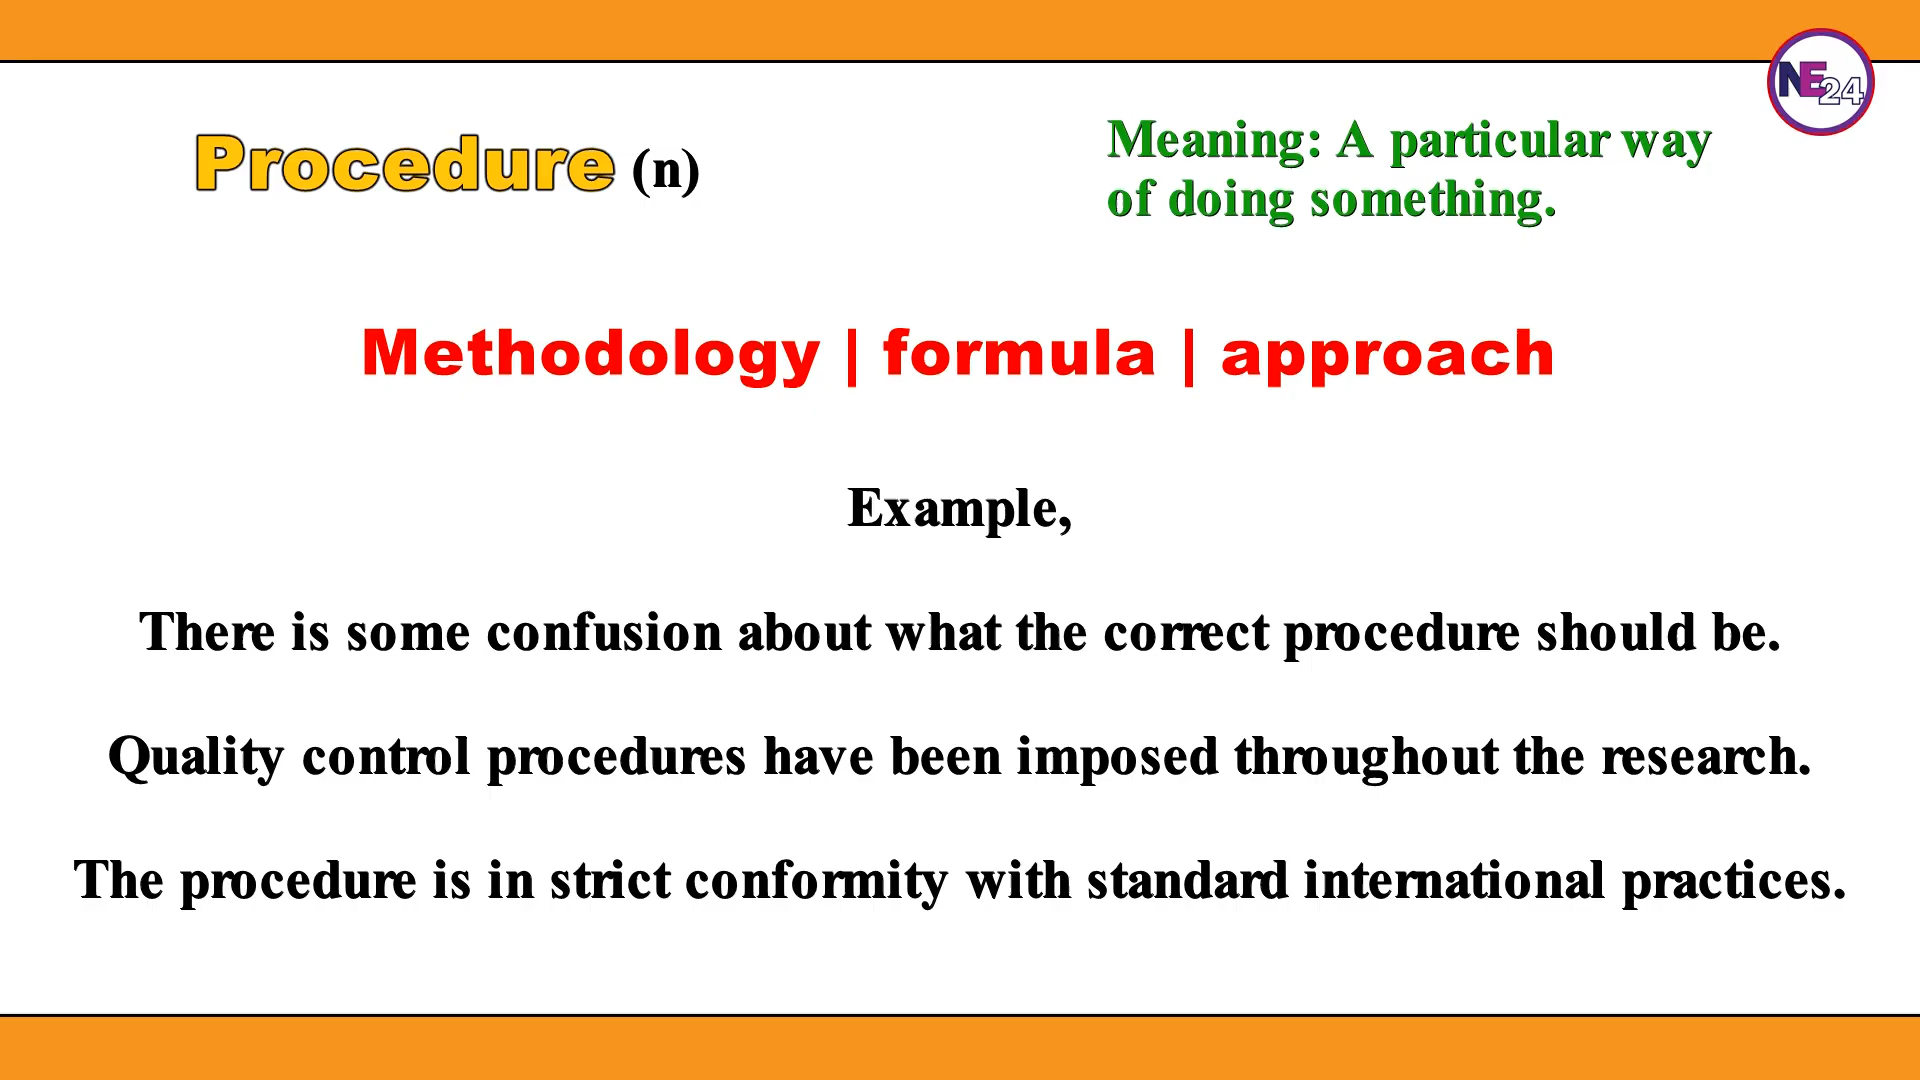 NE24
Procedure (n)
Meaning: A particular way
of doing something.
Methodology | formula | approach
Example,
There is some confusion about what the correct procedure should be.
Quality control procedures have been imposed throughout the research.
The procedure is in strict conformity with standard international practices.